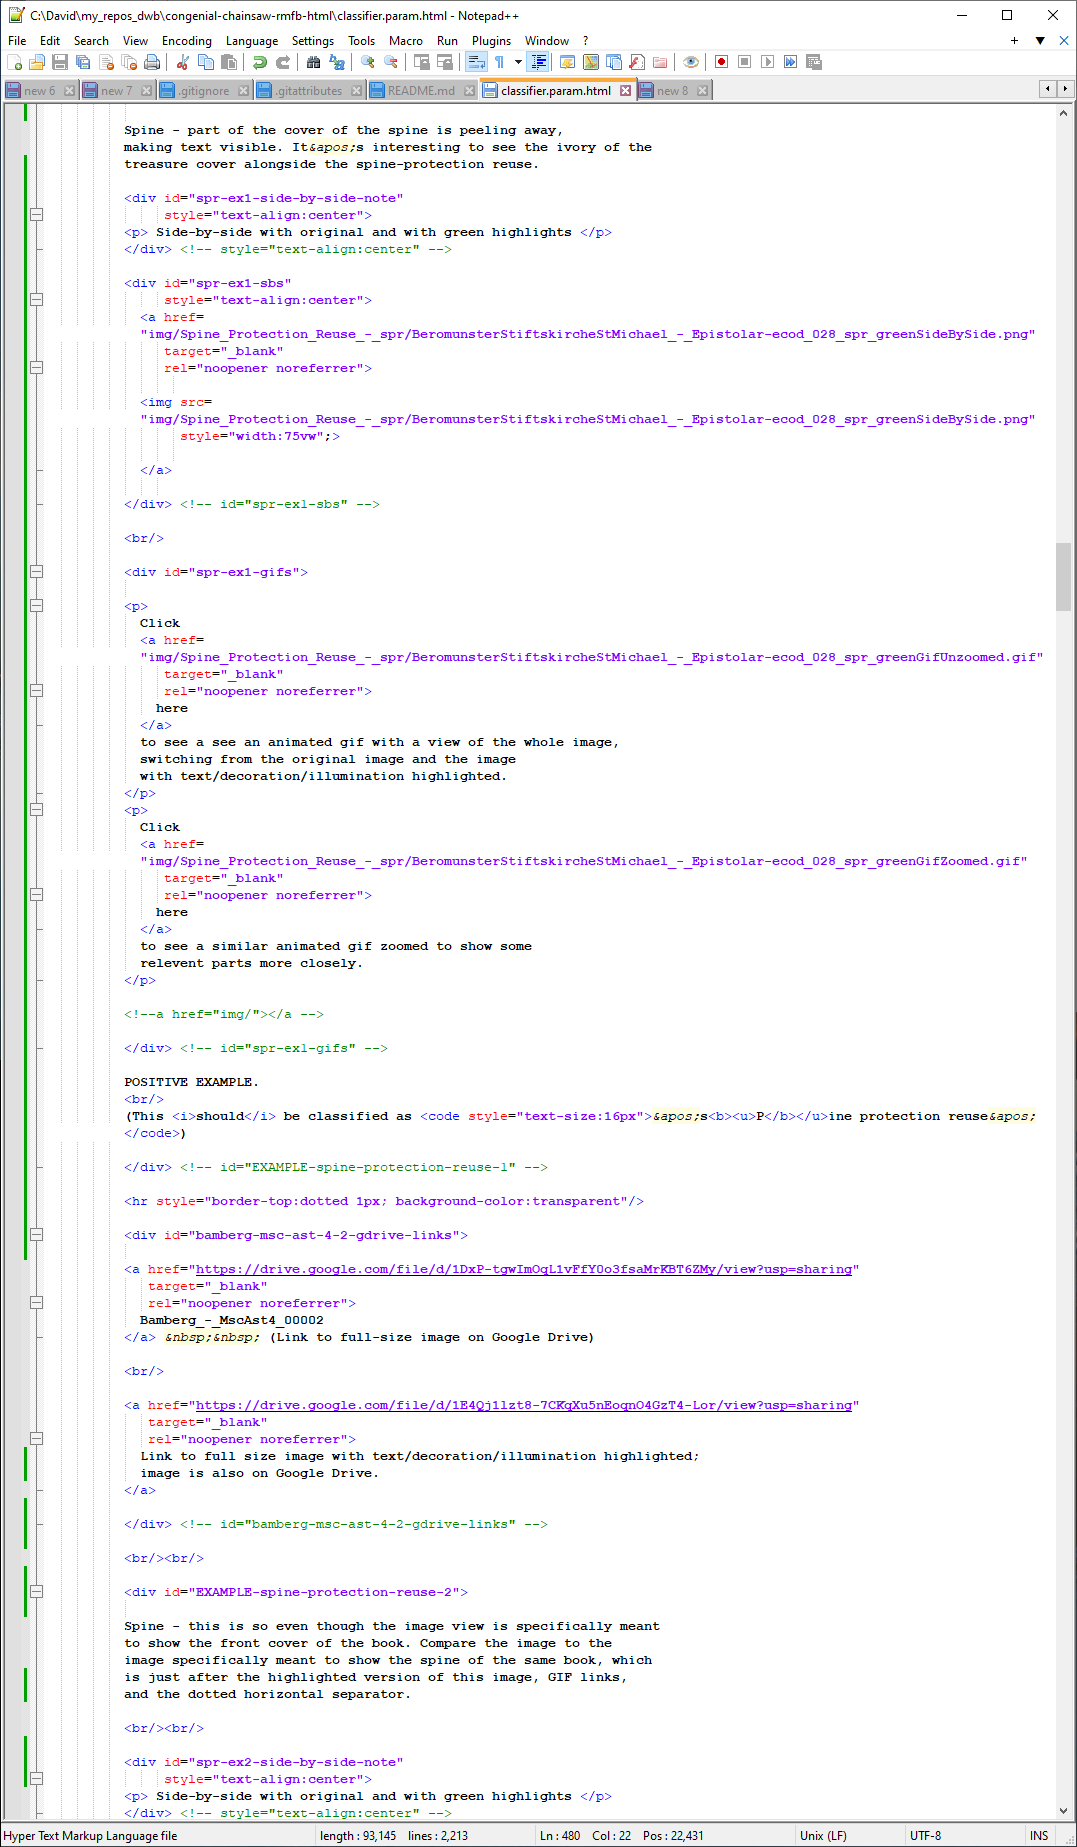 C:\David\my_repos_dwb\congenial-chainsaw-rmfb-html\classifier.param.html - Notepad++
File Edit Search View Encoding Language Settings Tools Macro Run Plugins Window ?
new 6 new 7 .gitignore .gitattributes README.md classifier.param.html new 8
Spine - part of the cover of the spine is peeling away,
making text visible. It&apos;s interesting to see the ivory of the
treasure cover alongside the spine-protection reuse.
<div id="spr-ex1-side-by-side-note"
style="text-align:center">
<p> Side-by-side with original and with green highlights </p>
</div> <!-- style="text-align:center" -->
<div id="spr-ex1-sbs"
style="text-align:center">
<a href=
"img/Spine_Protection_Reuse_-_spr/BeromunsterStiftskircheStMichael_-_Epistolar-ecod_028_spr_greenSideBySide.png"
target="_blank"
rel="noopener noreferrer">
<img src=
"img/Spine_Protection_Reuse_-_spr/BeromunsterStiftskircheStMichael_-_Epistolar-ecod_028_spr_greenSideBySide.png"
style="width:75vw";>
</a>
</div> <!-- id="spr-ex1-sbs" -->
<br/>
<div id="spr-ex1-gifs">
<p>
Click
<a href=
"img/Spine_Protection_Reuse_-_spr/BeromunsterStiftskircheStMichael_-_Epistolar-ecod_028_spr_greenGifUnzoomed.gif"
target="_blank"
rel="noopener noreferrer">
here
</a>
to see a see an animated gif with a view of the whole image,
switching from the original image and the image
with text/decoration/illumination highlighted.
</p>
<p>
Click
<a href=
"img/Spine_Protection_Reuse_-_spr/BeromunsterStiftskircheStMichael_-_Epistolar-ecod_028_spr_greenGifZoomed.gif"
target="_blank"
rel="noopener noreferrer">
here
</a>
to see a similar animated gif zoomed to show some
relevent parts more closely.
</p>
<!--a href="img/"></a -->
</div> <!-- id="spr-ex1-gifs" -->
POSITIVE EXAMPLE.
<br/>
(This <i>should</i> be classified as <code style="text-size:16px">&apos;s<b><u>P</b></u>ine protection reuse&apos;
</code>)
</div> <!-- id="EXAMPLE-spine-protection-reuse-1" -->
<hr style="border-top:dotted 1px; background-color:transparent"/>
<div id="bamberg-msc-ast-4-2-gdrive-links">
<a href="https://drive.google.com/file/d/1DxP-tgwImOqL1vFfY0o3fsaMrKBT6ZMy/view?usp=sharing"
target="_blank"
rel="noopener noreferrer">
Bamberg_-_MscAst4_00002
</a> &nbsp;&nbsp; (Link to full-size image on Google Drive)
<br/>
<a href="https://drive.google.com/file/d/1E4Qj1lzt8-7CKqXu5nEoqnO4GzT4-Lor/view?usp=sharing"
target="_blank"
rel="noopener noreferrer">
Link to full size image with text/decoration/illumination highlighted;
image is also on Google Drive.
</a>
</div> <!-- id="bamberg-msc-ast-4-2-gdrive-links" -->
<br/><br/>
<div id="EXAMPLE-spine-protection-reuse-2">
Spine - this is so even though the image view is specifically meant
to show the front cover of the book. Compare the image to the
image specifically meant to show the spine of the same book, which
is just after the highlighted version of this image, GIF links,
and the dotted horizontal separator.
<br/><br/>
<div id="spr-ex2-side-by-side-note"
style="text-align:center">
<p> Side-by-side with original and with green highlights </p>
</div> <!-- style="text-align:center" -->
Hyper Text Markup Language file length : 93,145 lines : 2,213 Ln : 480 Col : 22 Pos : 22,431 Unix (LF) UTF-8 INS